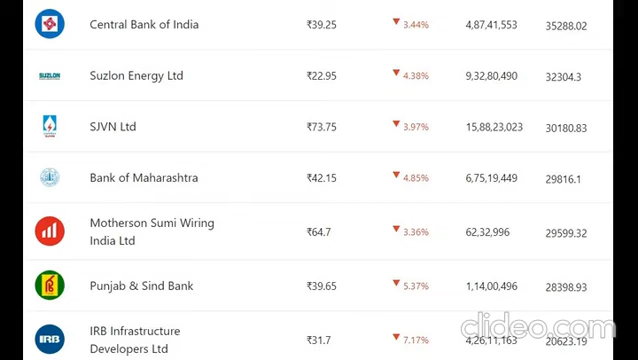 Central Bank of India ₹39.25 ▼ 3.44% 4,87,41,553 35288.02
SUZLON Suzlon Energy Ltd ₹22.95 ▼ 4.38% 9,32,80,490 32304.3
SJVN Ltd ₹73.75 ▼ 3.97% 15,88,23,023 30180.83
Bank of Maharashtra ₹42.15 ▼ 4.85% 6,75,19,449 29816.1
Motherson Sumi Wiring
India Ltd ₹64.7 ▼ 3.36% 62,32,996 29599.32
Punjab & Sind Bank ₹39.65 ▼ 5.37% 1,14,00,496 28398.93
clideo.com
IRB IRB Infrastructure
Developers Ltd ₹31.7 ▼ 7.17% 4,26,11,163 20623.19